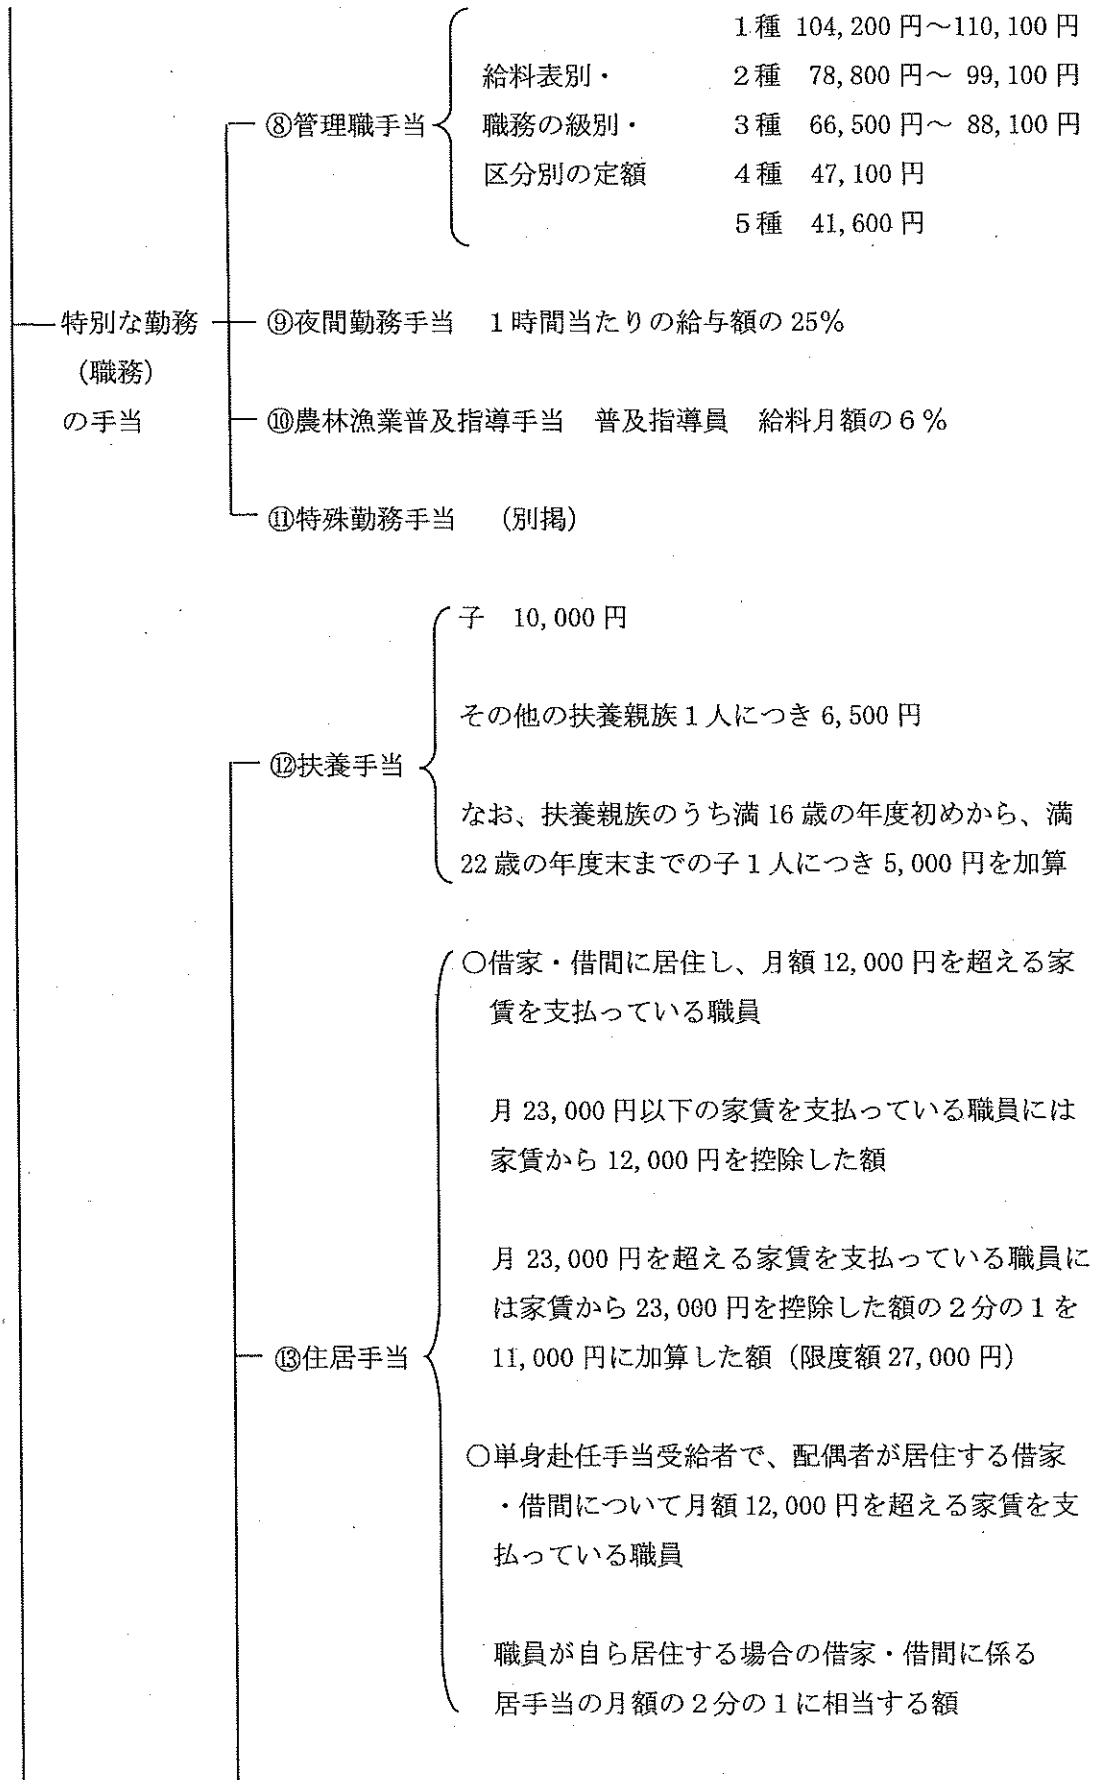 1種 104,200円～110,100円
給料表別・ 2種 78,800円～ 99,100円
⑧管理職手当 職務の級別・ 3種 66,500円～ 88,100円
区分別の定額 4種 47,100円
5種 41,600円
特別な勤務 ⑨夜間勤務手当 1時間当たりの給与額の25%
（職務）
の手当 ⑩農林漁業普及指導手当 普及指導員 給料月額の6%
⑪特殊勤務手当 （別掲）
子 10,000円
その他の扶養親族1人につき6,500円
⑫扶養手当
なお、扶養親族のうち満16歳の年度初めから、満
22歳の年度末までの子1人につき5,000円を加算
○借家・借間に居住し、月額12,000円を超える家
賃を支払っている職員
月23,000円以下の家賃を支払っている職員には
家賃から12,000円を控除した額
月23,000円を超える家賃を支払っている職員に
は家賃から23,000円を控除した額の2分の1を
⑬住居手当 11,000円に加算した額（限度額27,000円）
○単身赴任手当受給者で、配偶者が居住する借家
・借間について月額12,000円を超える家賃を支
払っている職員
職員が自ら居住する場合の借家・借間に係る
居手当の月額の2分の1に相当する額